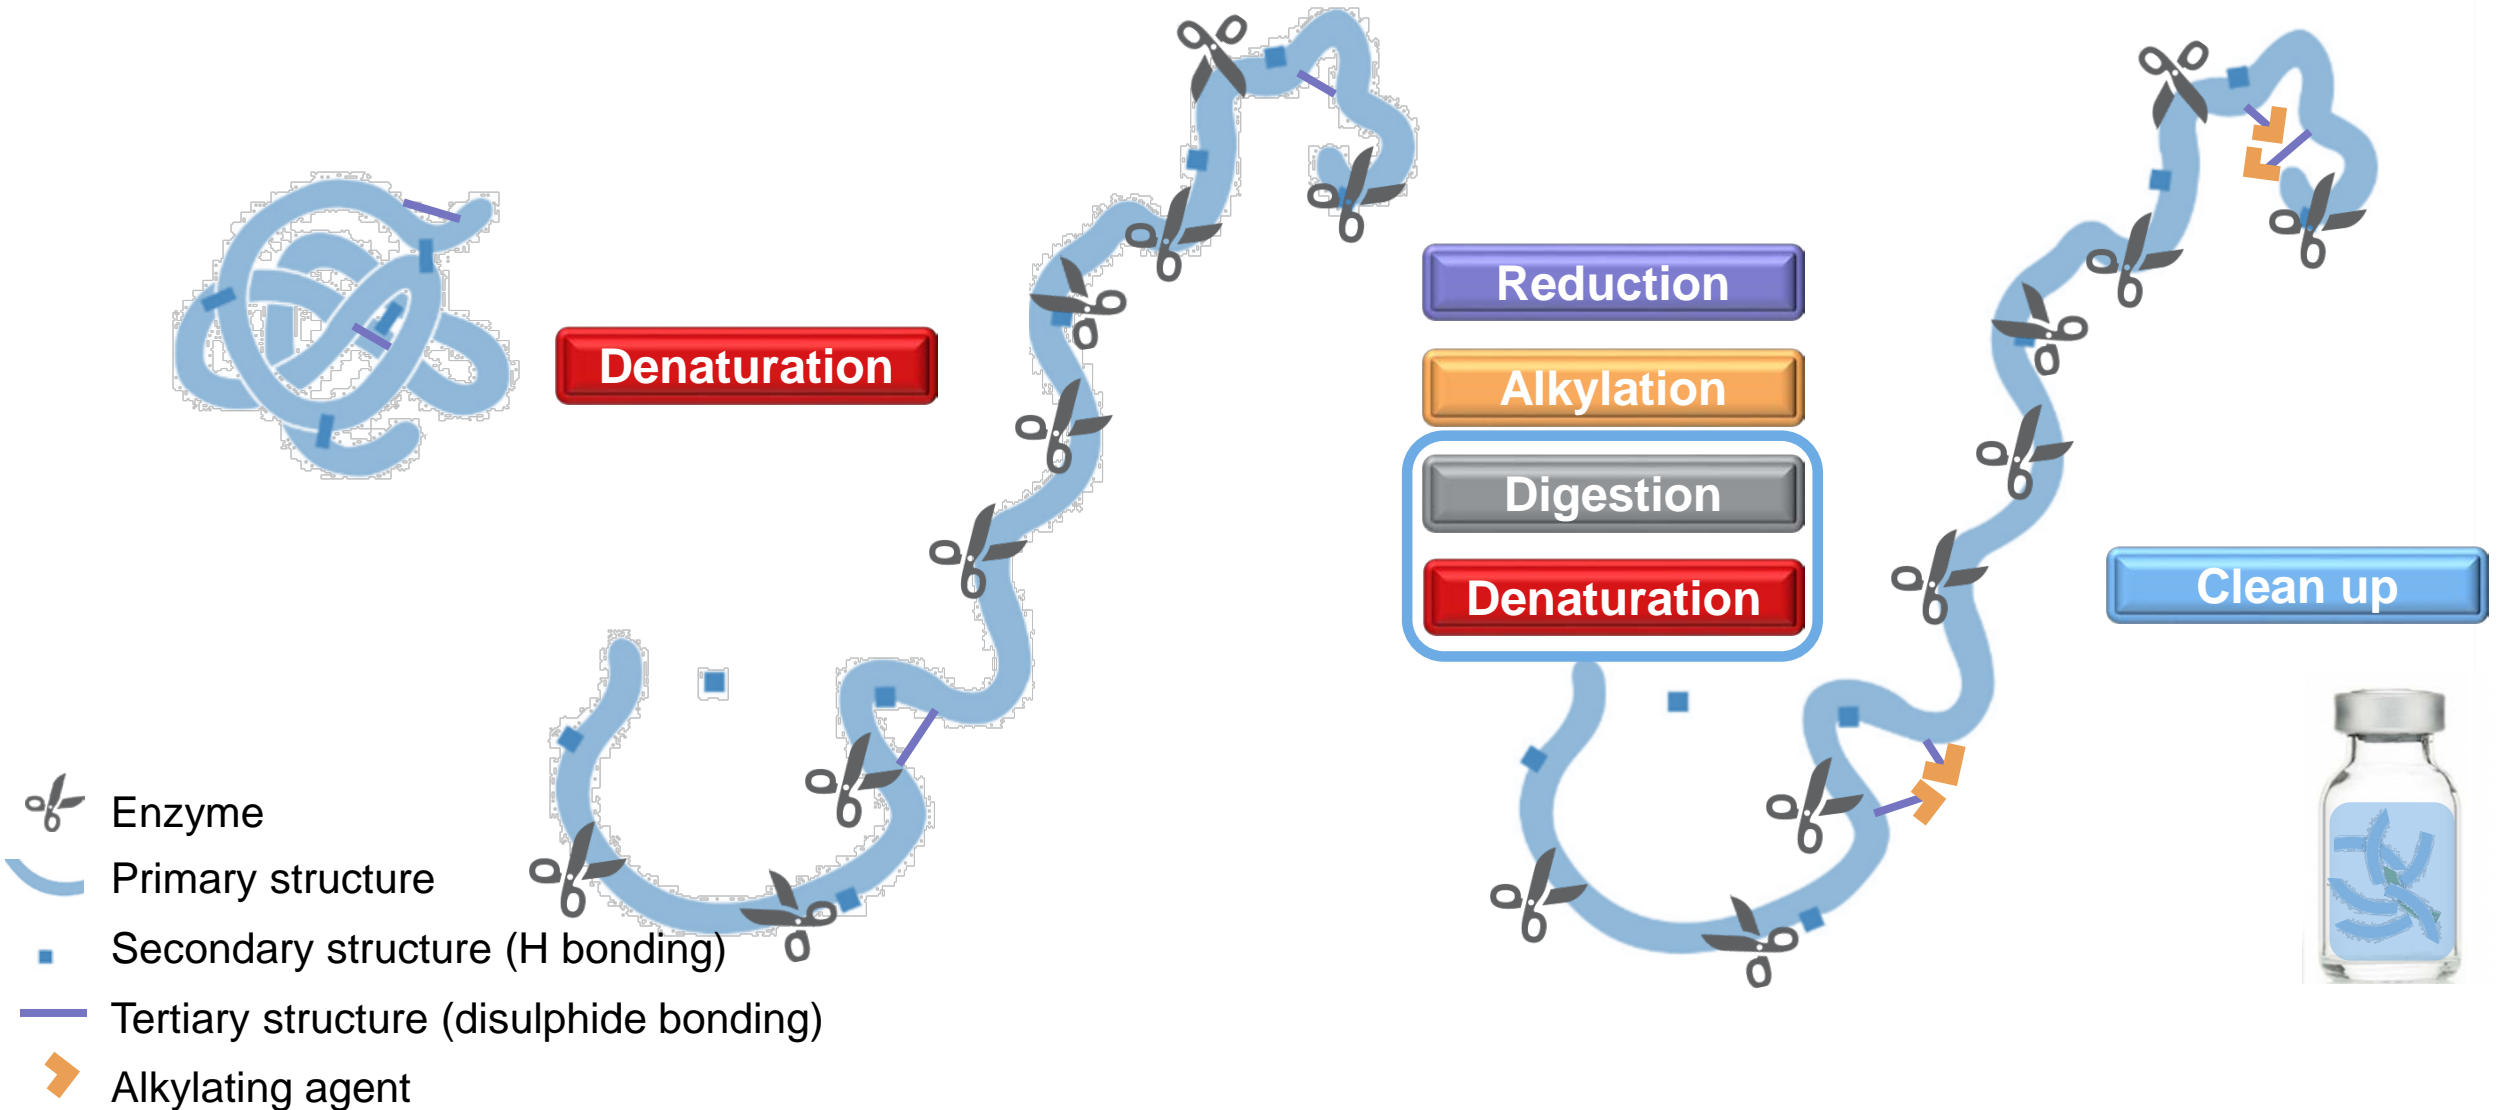 Denaturation
Reduction
Alkylation
Digestion
Denaturation
Clean up
Enzyme
Primary structure
Secondary structure (H bonding)
Tertiary structure (disulphide bonding)
Alkylating agent